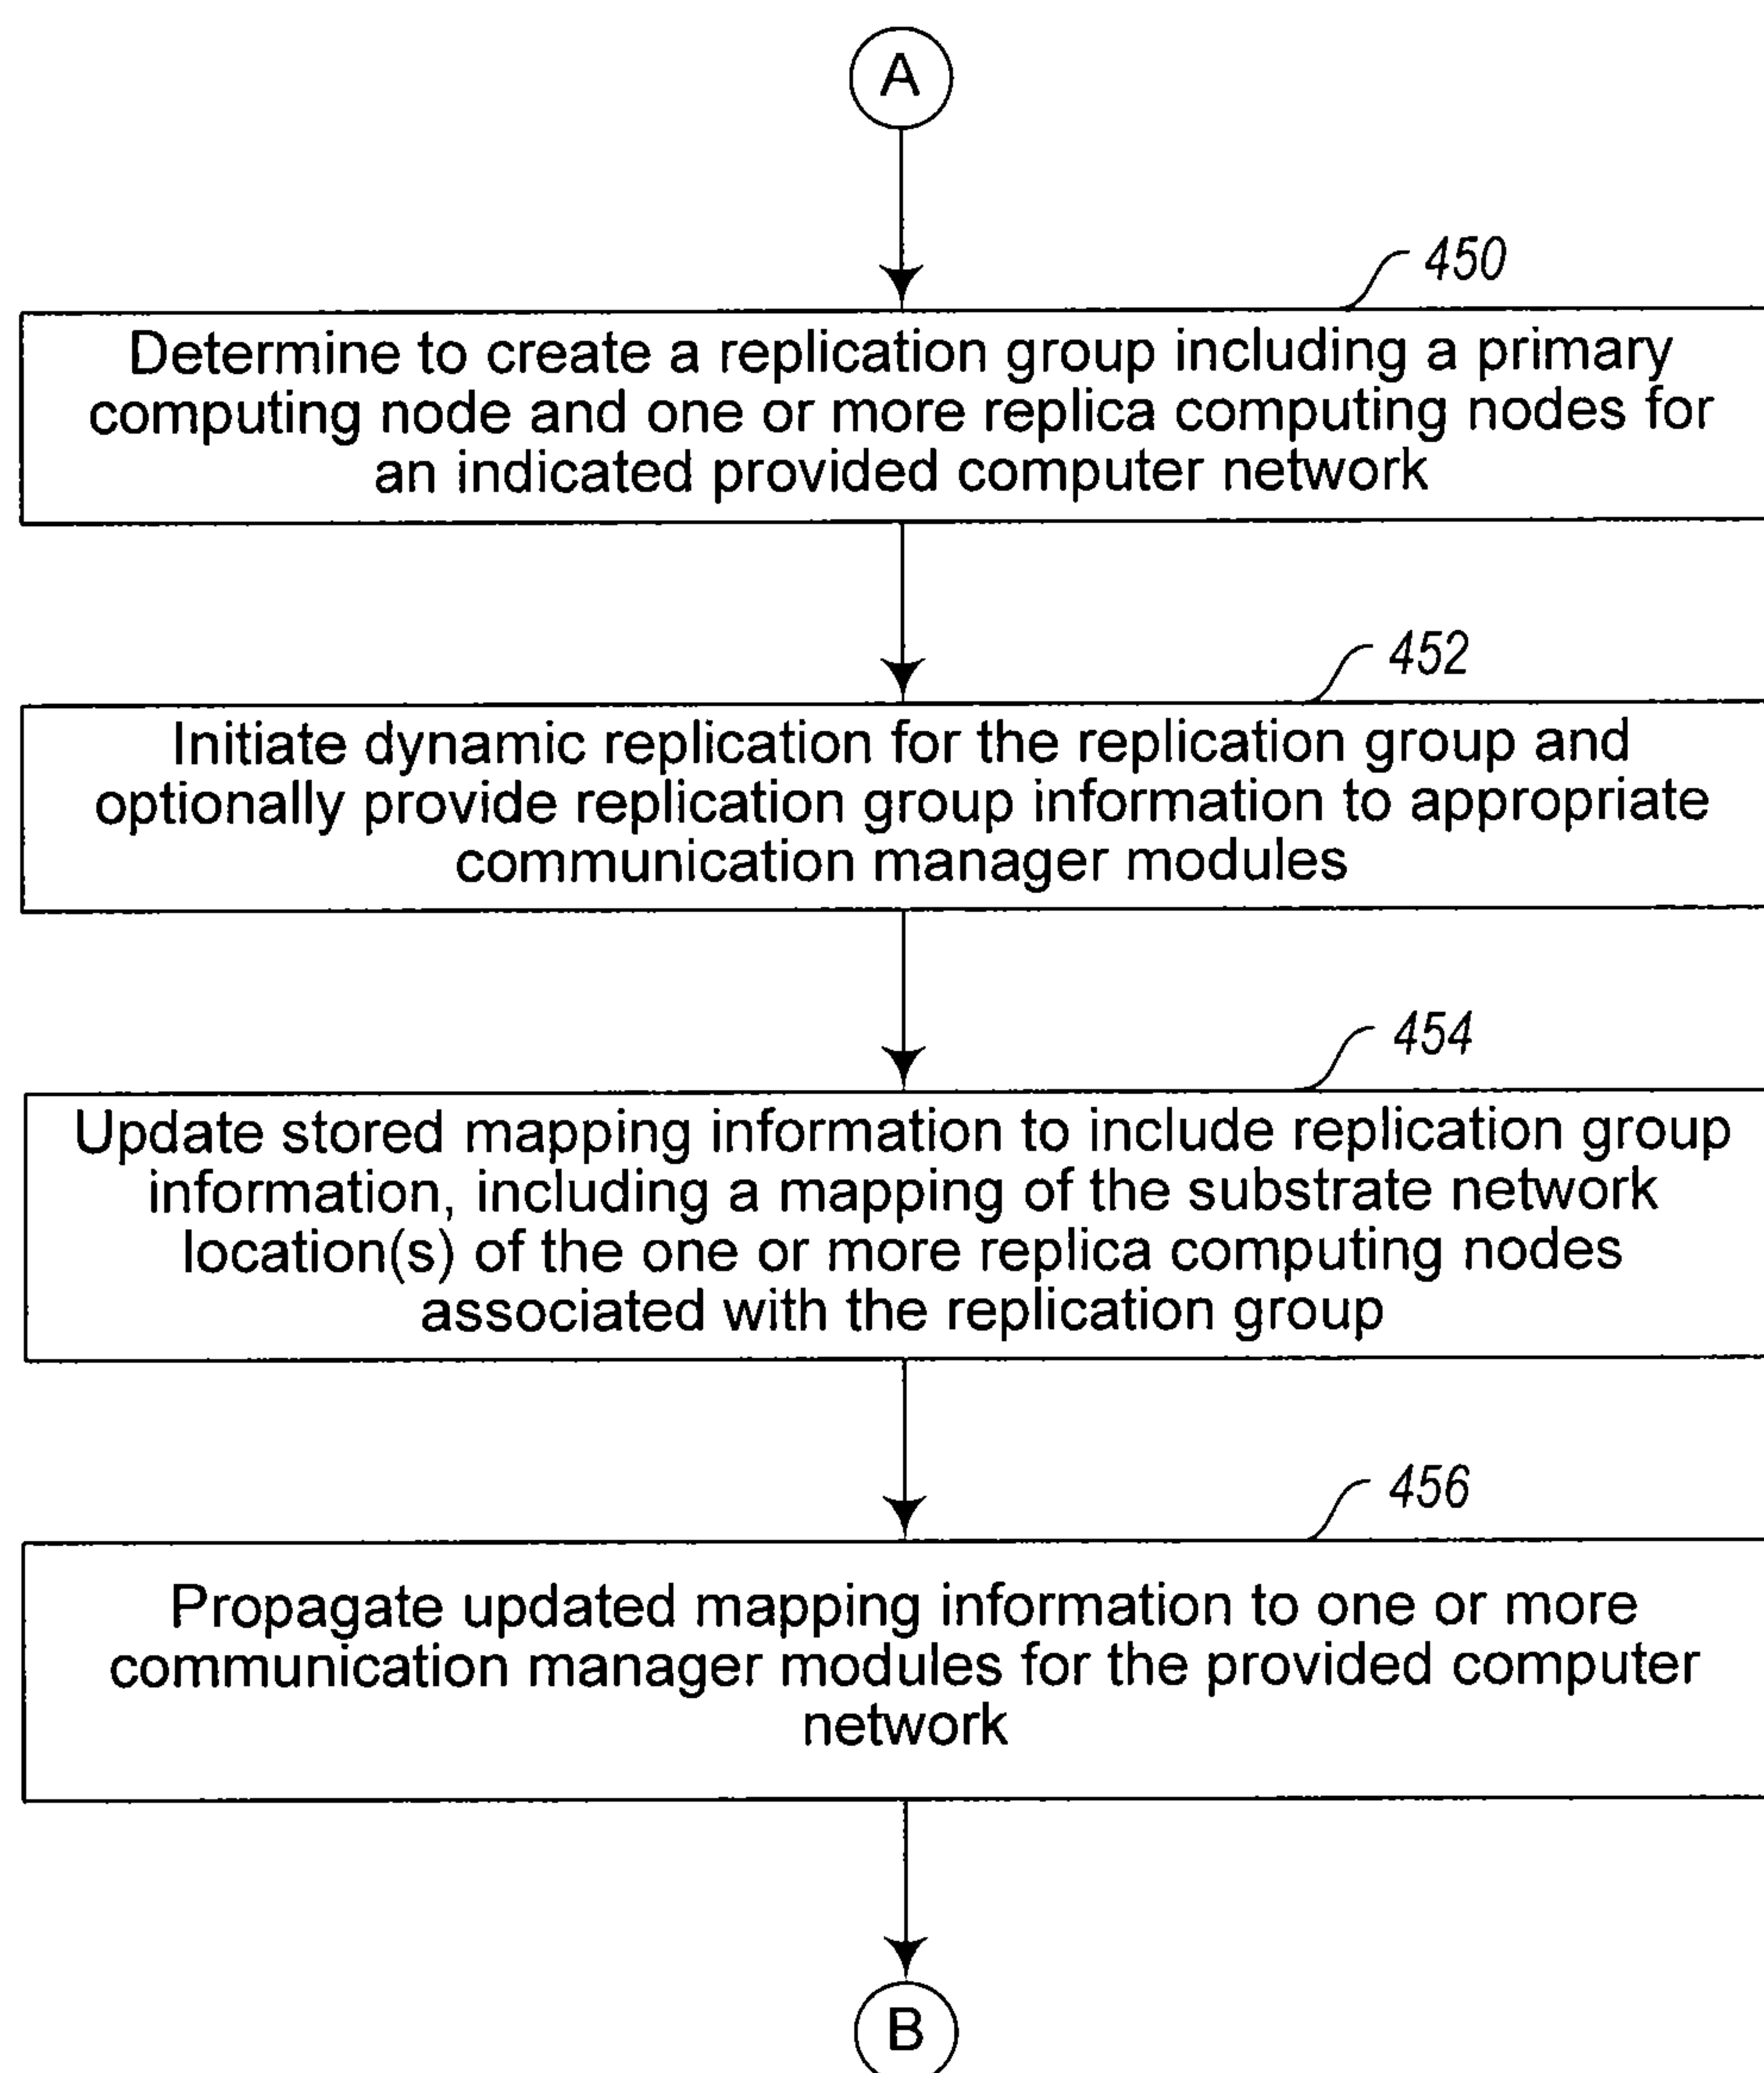 A
450
Determine to create a replication group including a primary
computing node and one or more replica computing nodes for
an indicated provided computer network
452
Initiate dynamic replication for the replication group and
optionally provide replication group information to appropriate
communication manager modules
454
Update stored mapping information to include replication group
information, including a mapping of the substrate network
location(s) of the one or more replica computing nodes
associated with the replication group
456
Propagate updated mapping information to one or more
communication manager modules for the provided computer
network
B